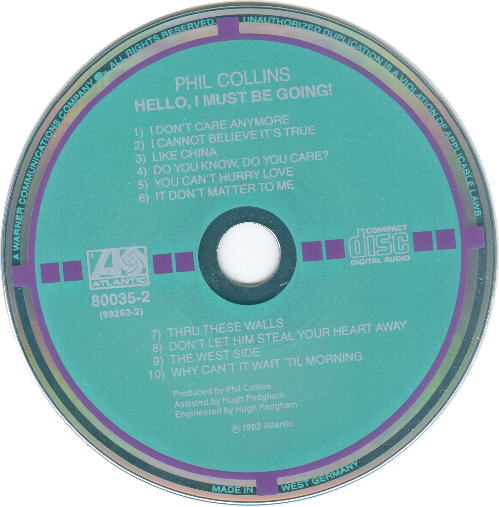 A WARNER COMMUNICATIONS COMPANY ALL RIGHTS RESERVED
UNAUTHORIZED DUPLICATION IS A VIOLATION OF APPLICABLE LAWS
PHIL COLLINS
HELLO, I MUST BE GOING!
1) I DON'T CARE ANYMORE
2) I CANNOT BELIEVE IT'S TRUE
3) LIKE CHINA
4) DO YOU KNOW, DO YOU CARE?
5) YOU CAN'T HURRY LOVE
6) IT DON'T MATTER TO ME
ATLANTIC
80035-2
(99263-2)
COMPACT
disc
DIGITAL AUDIO
7) THRU THESE WALLS
8) DON'T LET HIM STEAL YOUR HEART AWAY
9) THE WEST SIDE
10) WHY CAN'T IT WAIT 'TIL MORNING
Produced by Phil Collins
Assisted by Hugh Padgham
Engineered by Hugh Padgham
℗ 1982 Atlantic
MADE IN WEST GERMANY